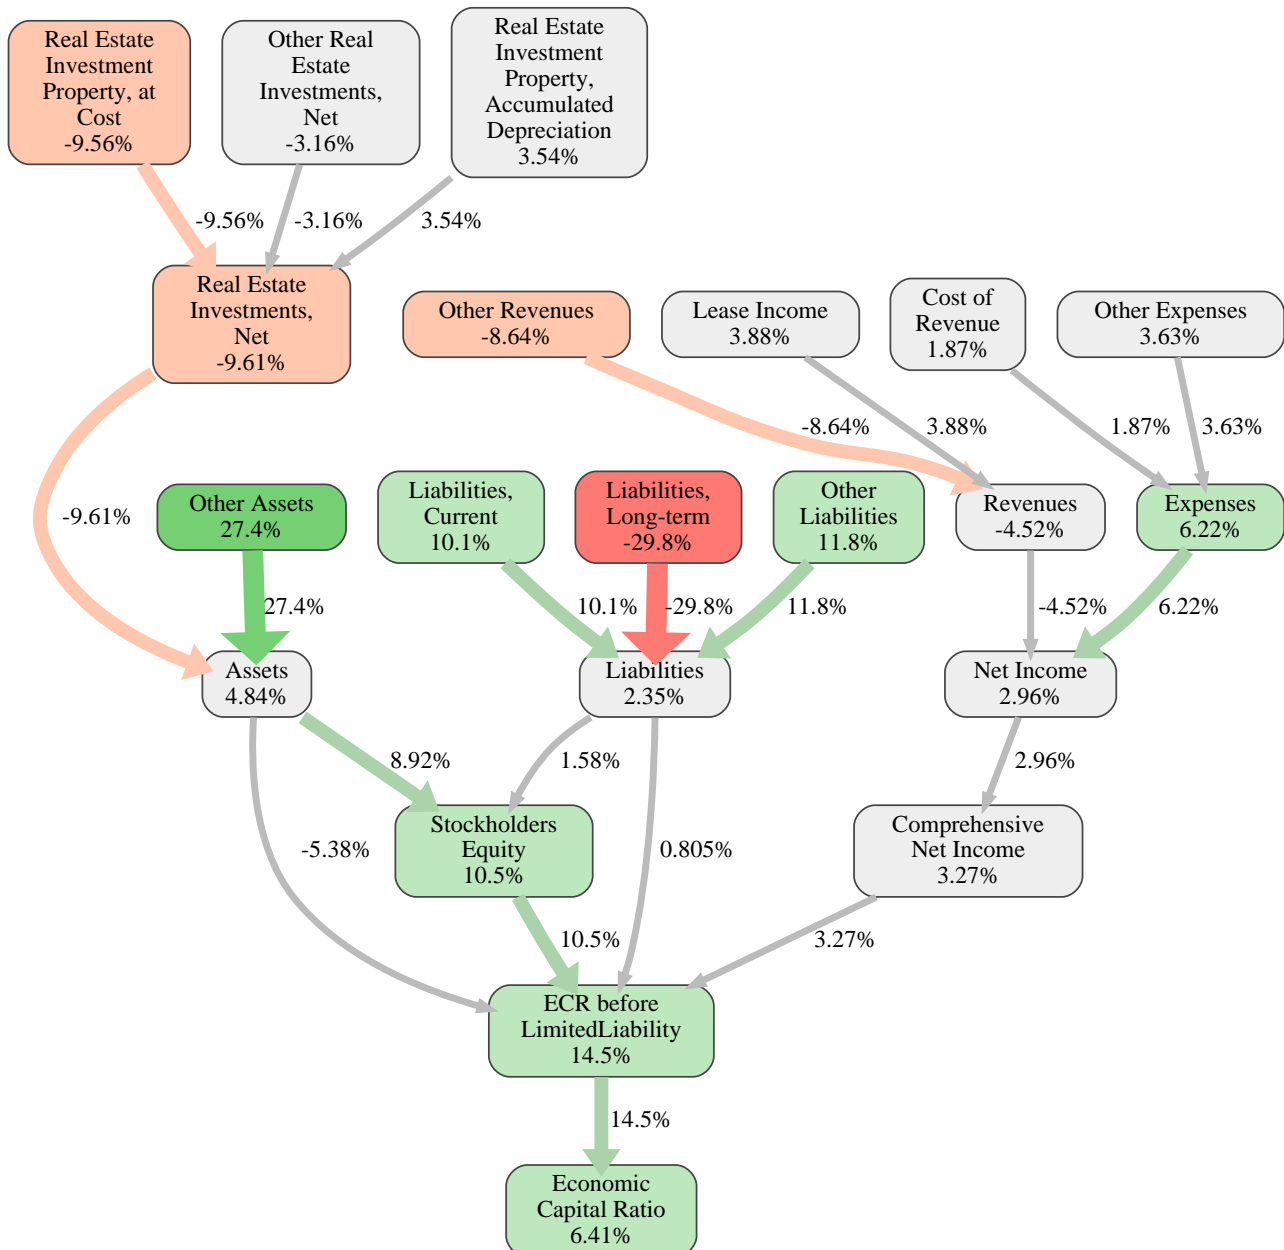 Real Estate
Investment
Property, at
Cost
-9.56%
Other Real
Estate
Investments,
Net
-3.16%
Real Estate
Investment
Property,
Accumulated
Depreciation
3.54%
-9.56%
-3.16%
3.54%
Real Estate
Investments,
Net
-9.61%
Other Revenues
-8.64%
Lease Income
3.88%
Cost of
Revenue
1.87%
Other Expenses
3.63%
-8.64%
3.88%
1.87%
3.63%
-9.61%
Other Assets
27.4%
Liabilities,
Current
10.1%
Liabilities,
Long-term
-29.8%
Other
Liabilities
11.8%
Revenues
-4.52%
Expenses
6.22%
27.4%
10.1%
-29.8%
11.8%
-4.52%
6.22%
Assets
4.84%
Liabilities
2.35%
Net Income
2.96%
8.92%
1.58%
2.96%
-5.38%
Stockholders
Equity
10.5%
0.805%
Comprehensive
Net Income
3.27%
10.5%
3.27%
ECR before
LimitedLiability
14.5%
14.5%
Economic
Capital Ratio
6.41%